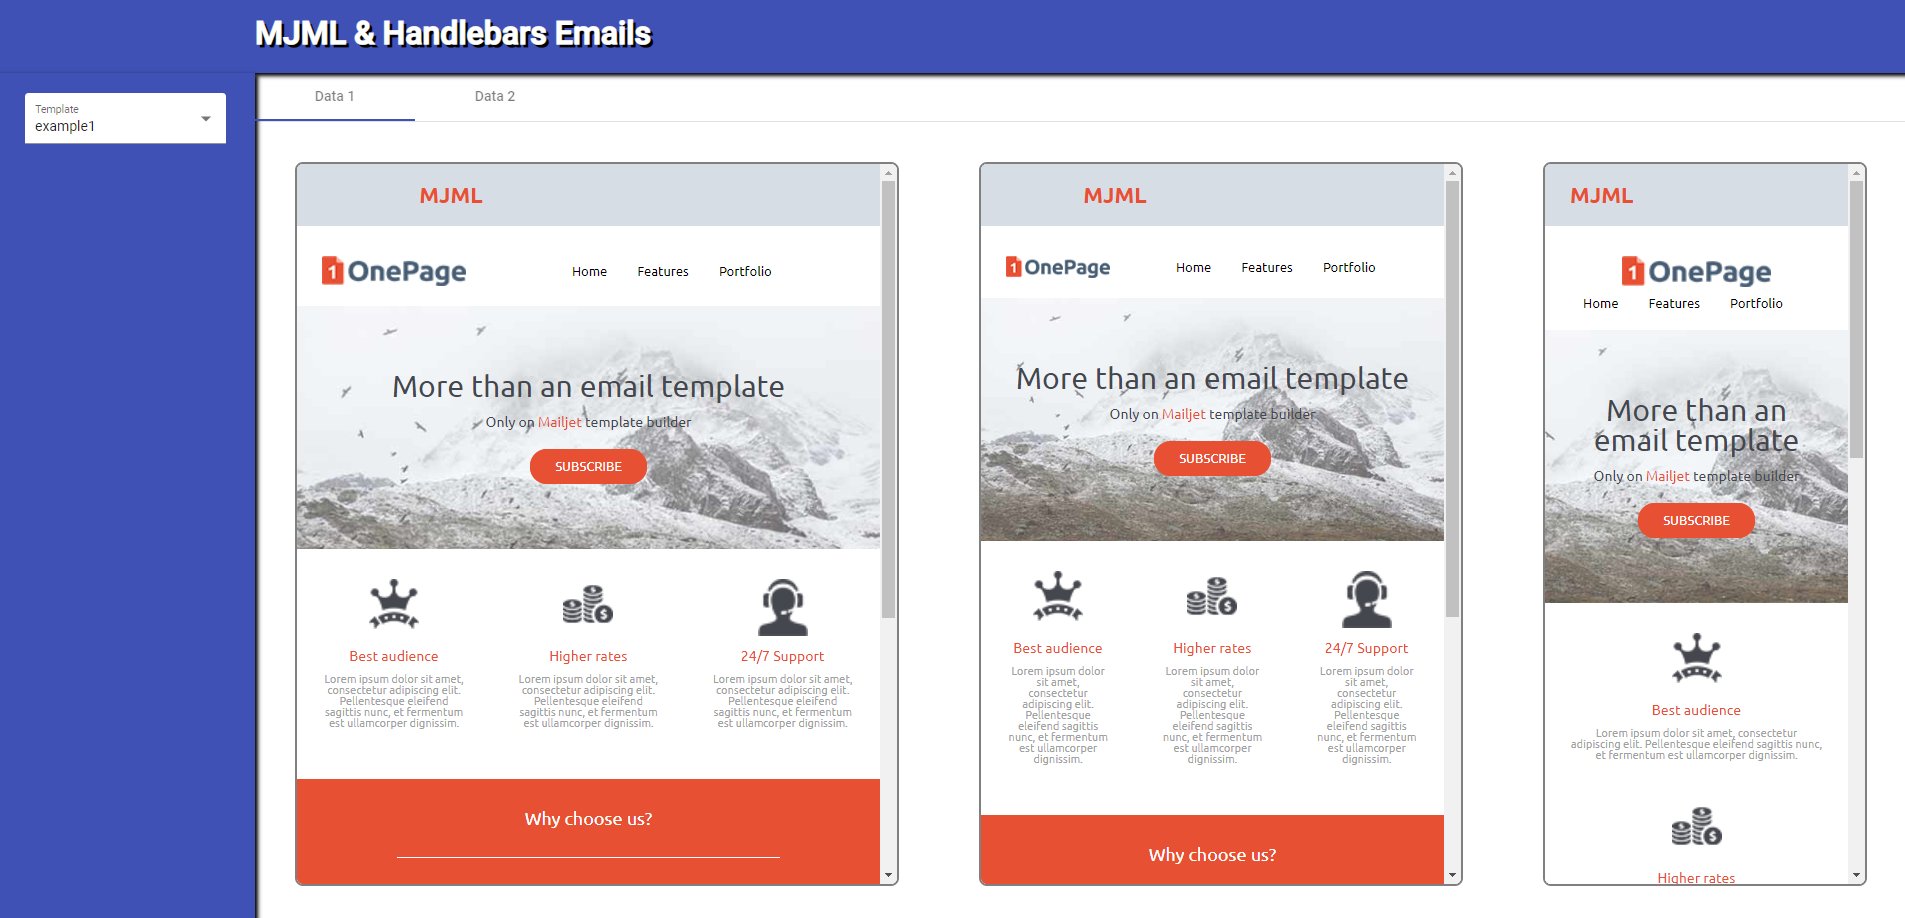 MJML & Handlebars Emails
Template
example1
Data 1
Data 2
MJML
1 OnePage
Home
Features
Portfolio
More than an email template
Only on Mailjet template builder
SUBSCRIBE
Best audience
Lorem ipsum dolor sit amet,
consectetur adipiscing elit.
Pellentesque eleifend
sagittis nunc, et fermentum
est ullamcorper dignissim.
Higher rates
Lorem ipsum dolor sit amet,
consectetur adipiscing elit.
Pellentesque eleifend
sagittis nunc, et fermentum
est ullamcorper dignissim.
24/7 Support
Lorem ipsum dolor sit amet,
consectetur adipiscing elit.
Pellentesque eleifend
sagittis nunc, et fermentum
est ullamcorper dignissim.
Why choose us?
MJML
1 OnePage
Home
Features
Portfolio
More than an email template
Only on Mailjet template builder
SUBSCRIBE
Best audience
Lorem ipsum dolor
sit amet,
consectetur
adipiscing elit.
Pellentesque
eleifend sagittis
nunc, et fermentum
est ullamcorper
dignissim.
Higher rates
Lorem ipsum dolor
sit amet,
consectetur
adipiscing elit.
Pellentesque
eleifend sagittis
nunc, et fermentum
est ullamcorper
dignissim.
24/7 Support
Lorem ipsum dolor
sit amet,
consectetur
adipiscing elit.
Pellentesque
eleifend sagittis
nunc, et fermentum
est ullamcorper
dignissim.
Why choose us?
MJML
1 OnePage
Home
Features
Portfolio
More than an
email template
Only on Mailjet template builder
SUBSCRIBE
Best audience
Lorem ipsum dolor sit amet, consectetur
adipiscing elit. Pellentesque eleifend sagittis nunc,
et fermentum est ullamcorper dignissim.
Higher rates